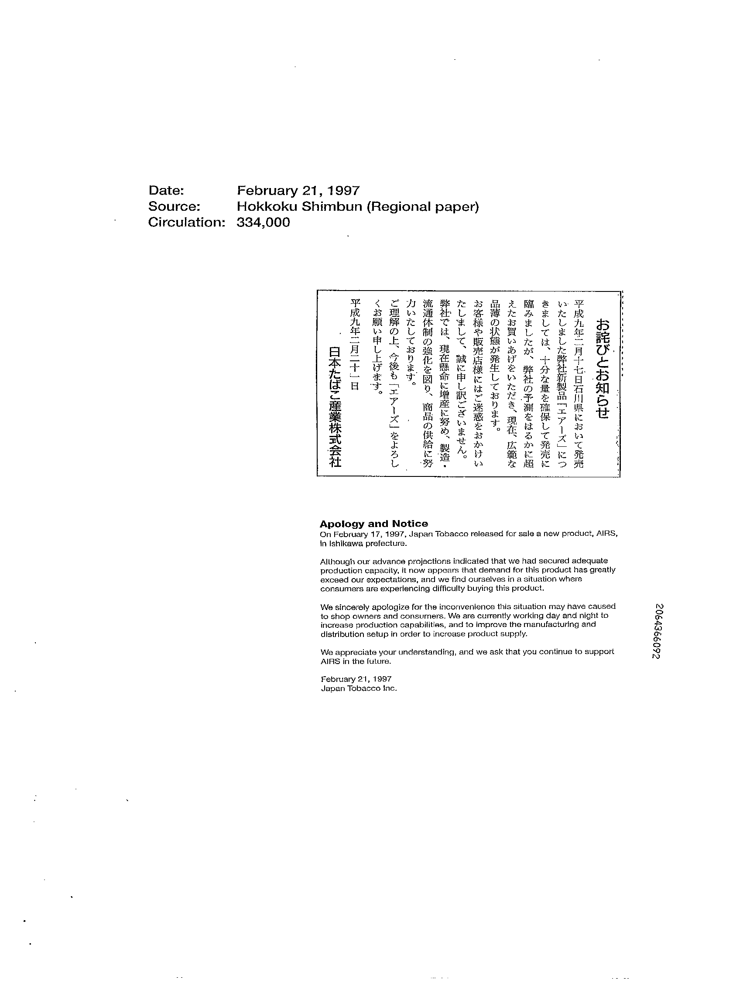 Date: February 21, 1997
Source: Hokkoku Shimbun (Regional paper)
Circulation: 334,000
お詫びとお知らせ
平成九年二月十七日石川県において発売
いたしました弊社新製品「エアーズ」につ
きましては、十分な量を確保して発売に
臨みましたが、弊社の予測をはるかに超
えたお買いあげをいただき、現在、広範な
品薄の状態が発生しております。
お客様や販売店様にはご迷惑をおかけい
たしまして、誠に申し訳ございません。
弊社では、現在懸命に増産に努め、製造・
流通体制の強化を図り、商品の供給に努
力いたしております。
ご理解の上、今後も「エアーズ」をよろし
くお願い申し上げます。
平成九年二月二十一日
日本たばこ産業株式会社
Apology and Notice
On February 17, 1997, Japan Tobacco released for sale a new product, AIRS,
in Ishikawa prefecture.
Although our advance projections indicated that we had secured adequate
production capacity, it now appears that demand for this product has greatly
exceed our expectations, and we find ourselves in a situation where
consumers are experiencing difficulty buying this product.
We sincerely apologize for the inconvenience this situation may have caused
to shop owners and consumers. We are currently working day and night to
increase production capabilities, and to improve the manufacturing and
distribution setup in order to increase product supply.
We appreciate your understanding, and we ask that you continue to support
AIRS in the future.
February 21, 1997
Japan Tobacco Inc.
2064366092